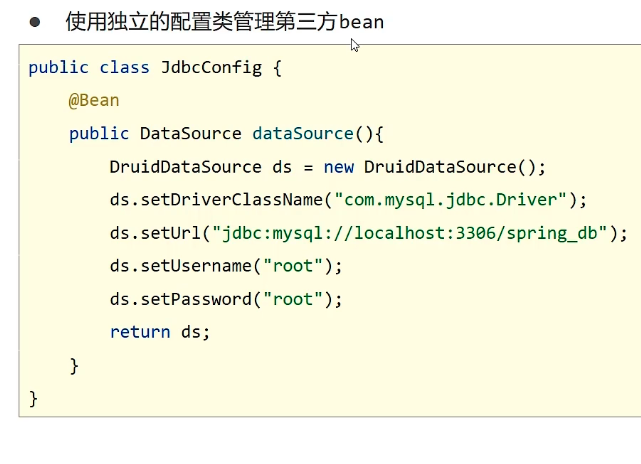 ● 使用独立的配置类管理第三方bean
public class JdbcConfig {
    @Bean
    public DataSource dataSource(){
        DruidDataSource ds = new DruidDataSource();
        ds.setDriverClassName("com.mysql.jdbc.Driver");
        ds.setUrl("jdbc:mysql://localhost:3306/spring_db");
        ds.setUsername("root");
        ds.setPassword("root");
        return ds;
    }
}